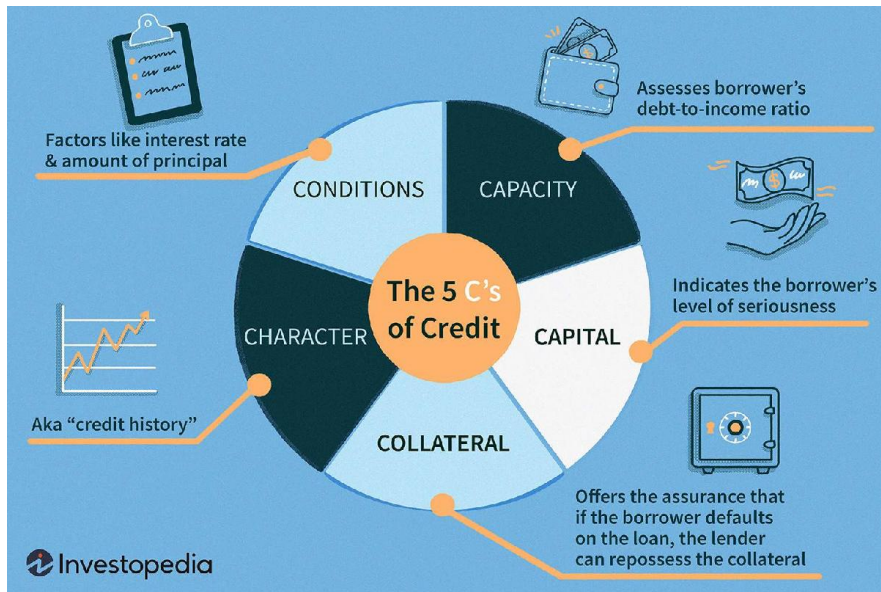 Factors like interest rate
& amount of principal
CONDITIONS
Assesses borrower's
debt-to-income ratio
CAPACITY
The 5 C's
of Credit
Indicates the borrower's
level of seriousness
CAPITAL
CHARACTER
Aka “credit history”
COLLATERAL
Offers the assurance that
if the borrower defaults
on the loan, the lender
can repossess the collateral
Investopedia